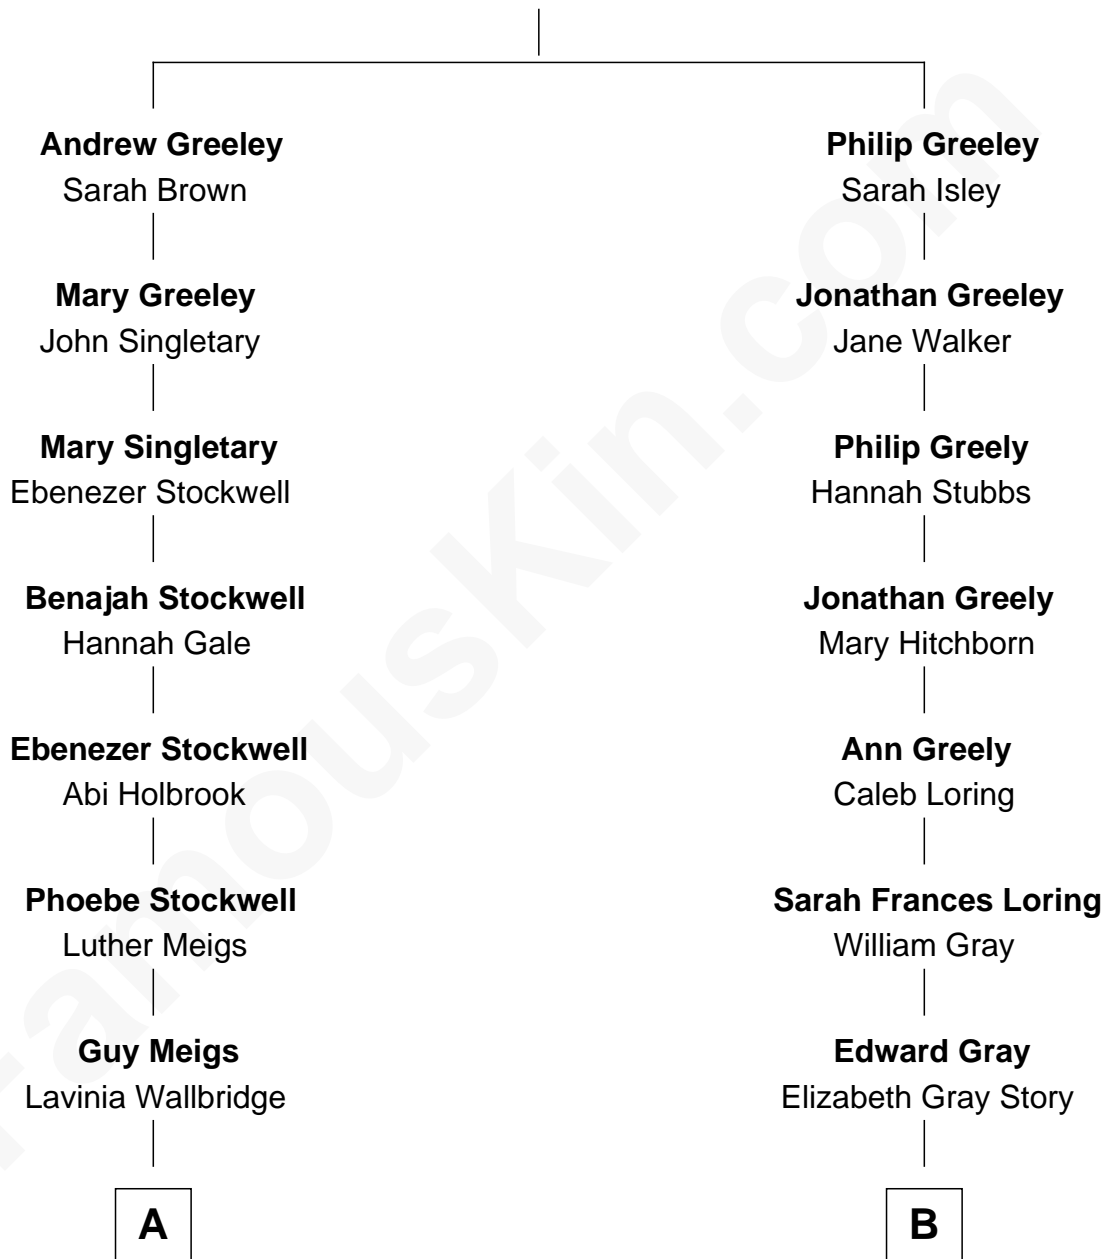 Andrew Greeley
Sarah Brown
Mary Greeley
John Singletary
Mary Singletary
Ebenezer Stockwell
Benajah Stockwell
Hannah Gale
Ebenezer Stockwell
Abi Holbrook
Phoebe Stockwell
Luther Meigs
Guy Meigs
Lavinia Wallbridge
A
Philip Greeley
Sarah Isley
Jonathan Greeley
Jane Walker
Philip Greely
Hannah Stubbs
Jonathan Greely
Mary Hitchborn
Ann Greely
Caleb Loring
Sarah Frances Loring
William Gray
Edward Gray
Elizabeth Gray Story
B
FamousKin.com